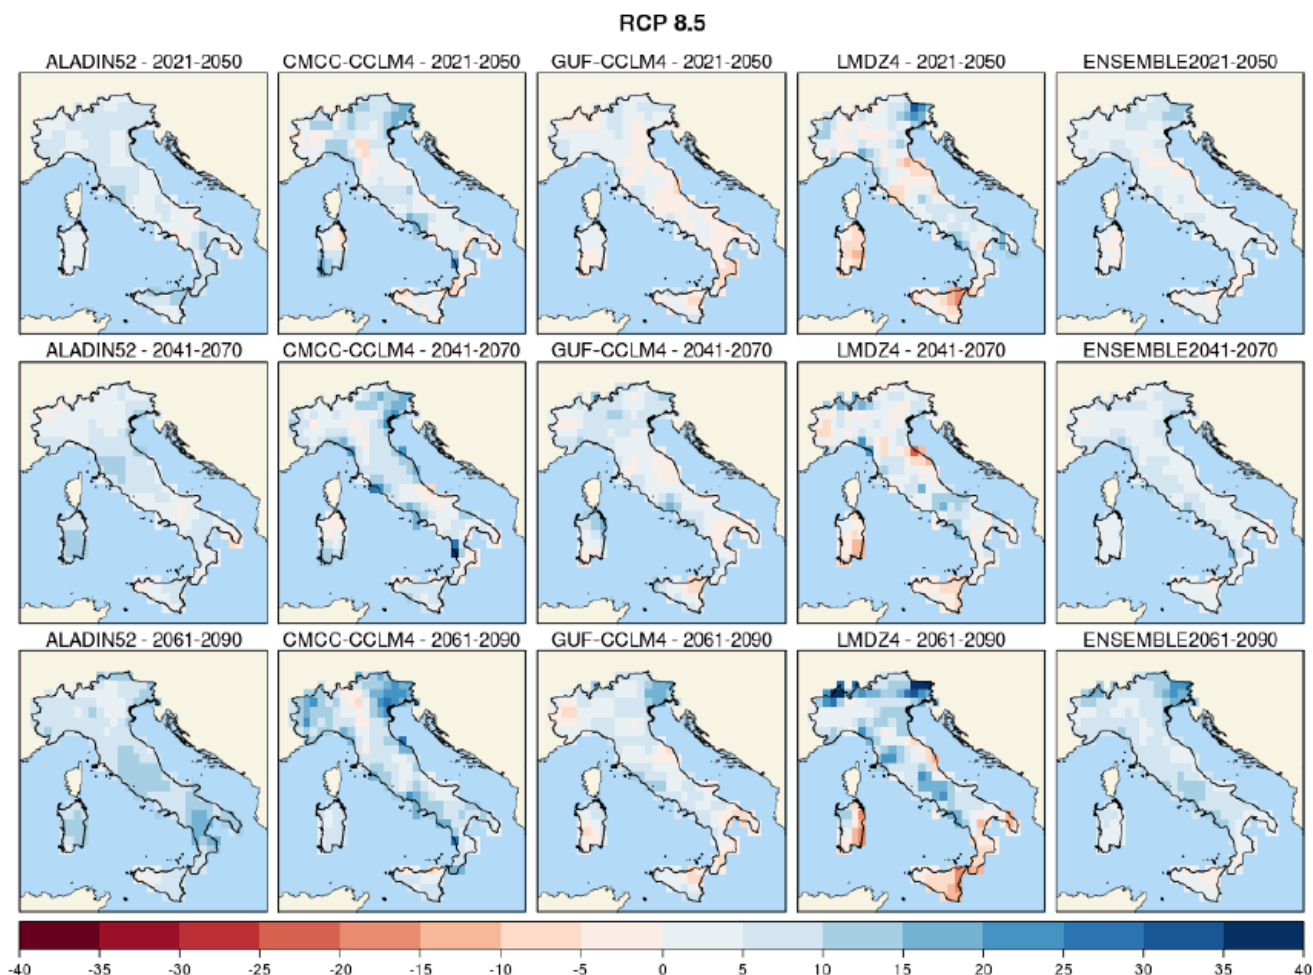 RCP 8.5
ALADIN52 - 2021-2050 CMCC-CCLM4 - 2021-2050 GUF-CCLM4 - 2021-2050 LMDZ4 - 2021-2050 ENSEMBLE2021-2050
ALADIN52 - 2041-2070 CMCC-CCLM4 - 2041-2070 GUF-CCLM4 - 2041-2070 LMDZ4 - 2041-2070 ENSEMBLE2041-2070
ALADIN52 - 2061-2090 CMCC-CCLM4 - 2061-2090 GUF-CCLM4 - 2061-2090 LMDZ4 - 2061-2090 ENSEMBLE2061-2090
-40 -35 -30 -25 -20 -15 -10 -5 0 5 10 15 20 25 30 35 40